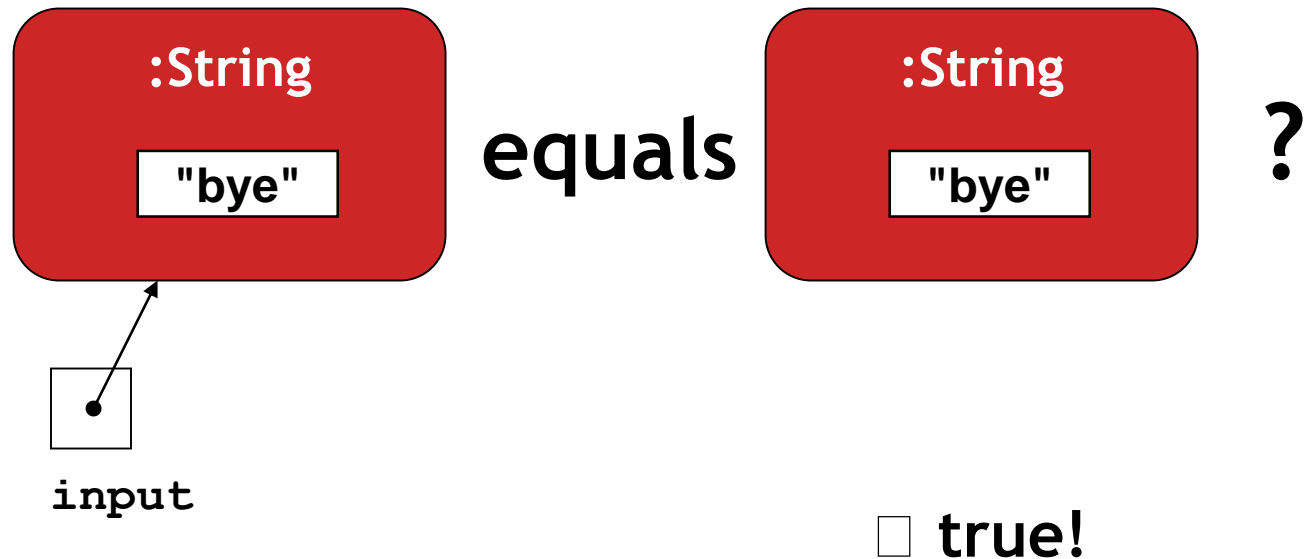 :String
"bye"
equals
:String
"bye"
?
input
□ true!